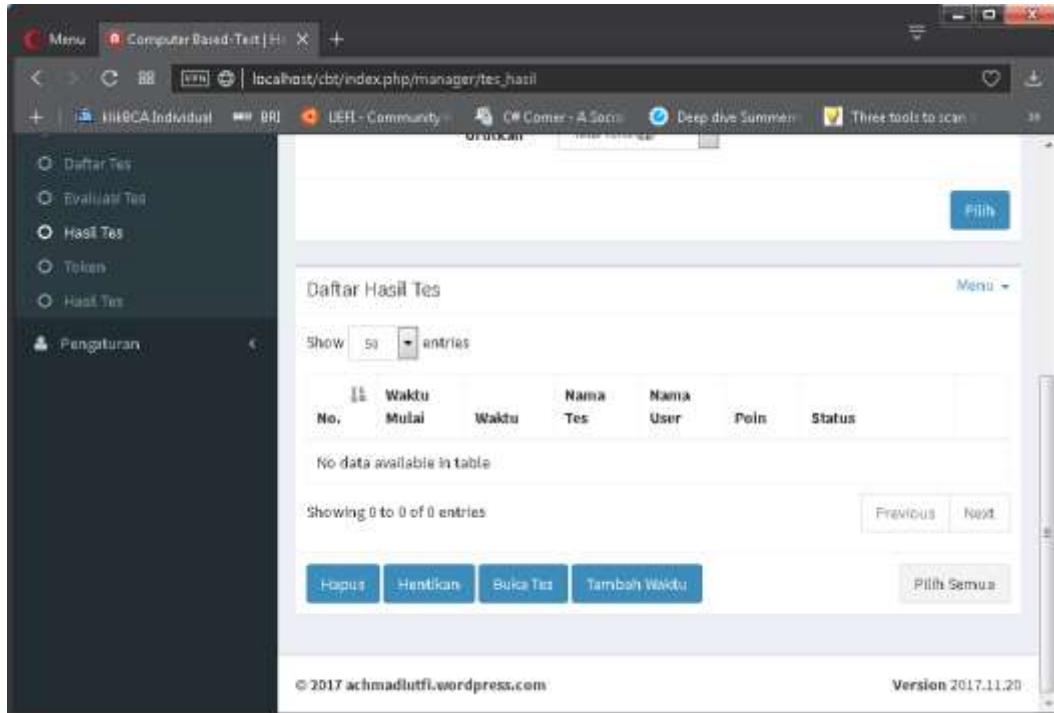 Menu
Computer Based-Test | H
VPN
localhost/cbt/index.php/manager/tes_hasil
klikBCA Individual
BRI
UEFI - Community
C# Corner - A Socia
Deep dive Summer
Three tools to scan
Urutkan
Daftar Tes
Evaluasi Tes
Hasil Tes
Token
Hasil Tes
Pengaturan
Pilih
Daftar Hasil Tes
Menu
Show 50 entries
No. Waktu Mulai Waktu Nama Tes Nama User Poin Status
No data available in table
Showing 0 to 0 of 0 entries
Previous Next
Hapus Hentikan Buka Tes Tambah Waktu
Pilih Semua
© 2017 achmadlutfi.wordpress.com
Version 2017.11.20